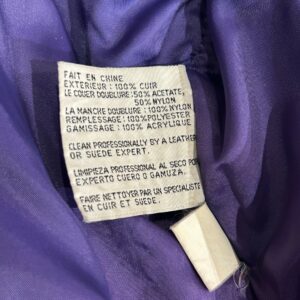 FAIT EN CHINE
EXTERIEUR : 100% CUIR
LE COUER DOUBLURE : 50% ACETATE,
50% NYLON
LA MANCHE DOUBLURE : 100% NYLON
REMPLESSAGE : 100% POLYESTER
GAMISSAGE : 100% ACRYLIQUE
CLEAN PROFESSIONALLY BY A LEATHER
OR SUEDE EXPERT.
LIMPIEZA PROFESSIONAL AL SECO POR
EXPERTO CUERO O GAMUZA.
FAIRE NETTOYER PAR UN SPECIALISTE
EN CUIR ET SUEDE.